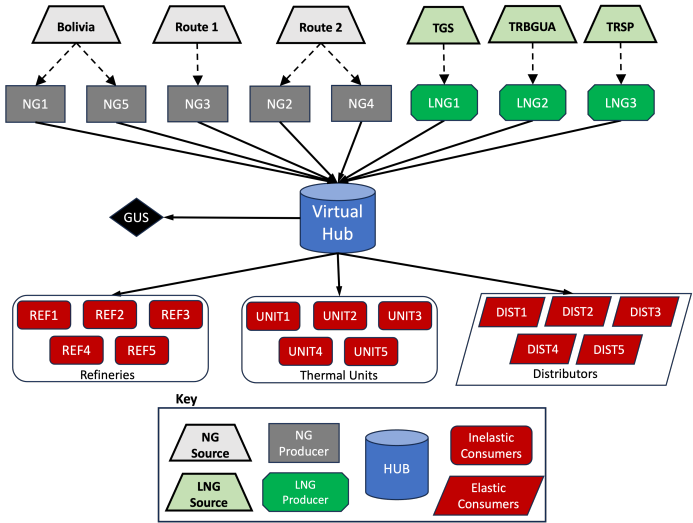 Bolivia
Route 1
Route 2
TGS
TRBGUA
TRSP
NG1
NG5
NG3
NG2
NG4
LNG1
LNG2
LNG3
GUS
Virtual
Hub
REF1
REF2
REF3
REF4
REF5
Refineries
UNIT1
UNIT2
UNIT3
UNIT4
UNIT5
Thermal Units
DIST1
DIST2
DIST3
DIST4
DIST5
Distributors
Key
NG
Source
NG
Producer
HUB
Inelastic
Consumers
LNG
Source
LNG
Producer
Elastic
Consumers